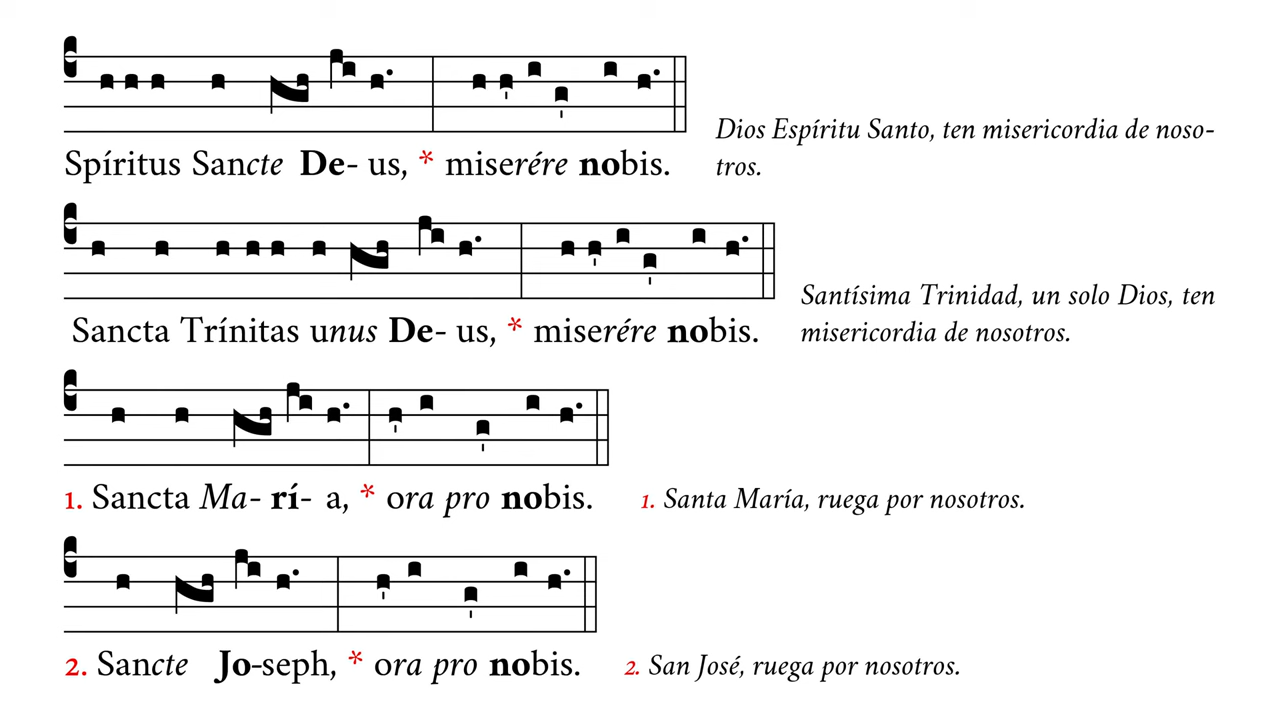 Spíritus Sancte De- us, * miserére nobis.
Dios Espíritu Santo, ten misericordia de noso-
tros.
Sancta Trínitas unus De- us, * miserére nobis.
Santísima Trinidad, un solo Dios, ten
misericordia de nosotros.
1. Sancta Ma- rí- a, * ora pro nobis.
1. Santa María, ruega por nosotros.
2. Sancte Jo-seph, * ora pro nobis.
2. San José, ruega por nosotros.